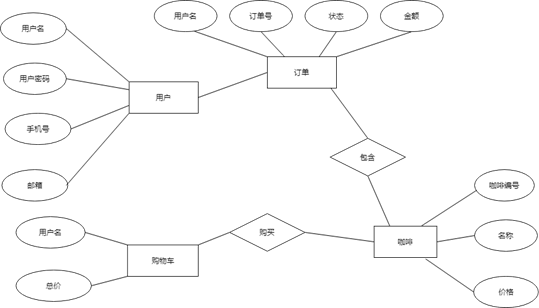 用户名
订单号
状态
金额
用户名
用户密码
手机号
邮箱
用户
订单
包含
咖啡编号
名称
价格
咖啡
购买
用户名
总价
购物车